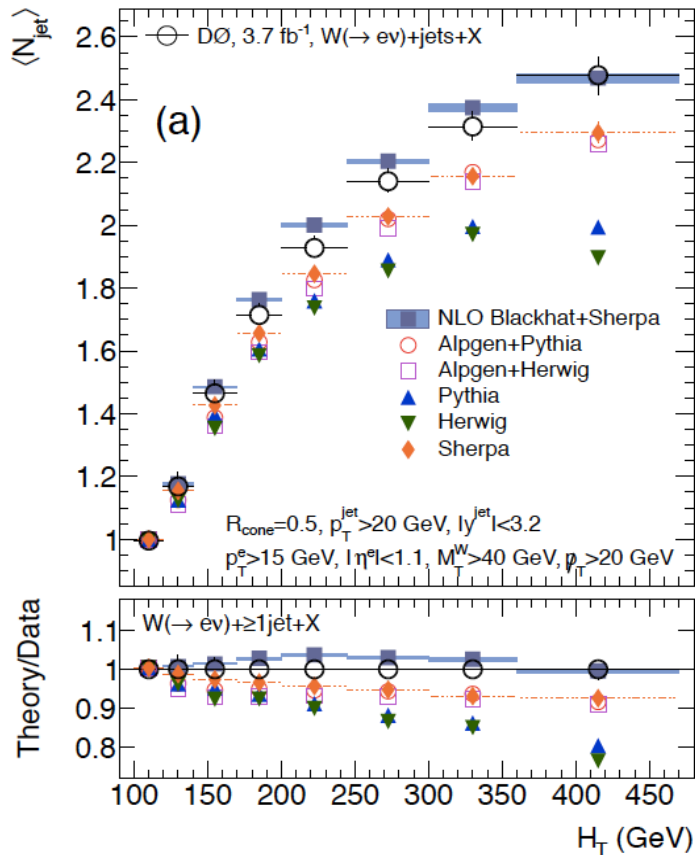 ⟨N_jet⟩
DØ, 3.7 fb⁻¹, W(→ eν)+jets+X
(a)
2.6
2.4
2.2
2
1.8
1.6
1.4
1.2
1
NLO Blackhat+Sherpa
Alpgen+Pythia
Alpgen+Herwig
Pythia
Herwig
Sherpa
R_cone=0.5, p_T^jet>20 GeV, |y^jet|<3.2
p_T^e>15 GeV, |η^e|<1.1, M_T^W>40 GeV, p̸_T>20 GeV
Theory/Data
W(→ eν)+≥1jet+X
1.1
1
0.9
0.8
100 150 200 250 300 350 400 450
H_T (GeV)